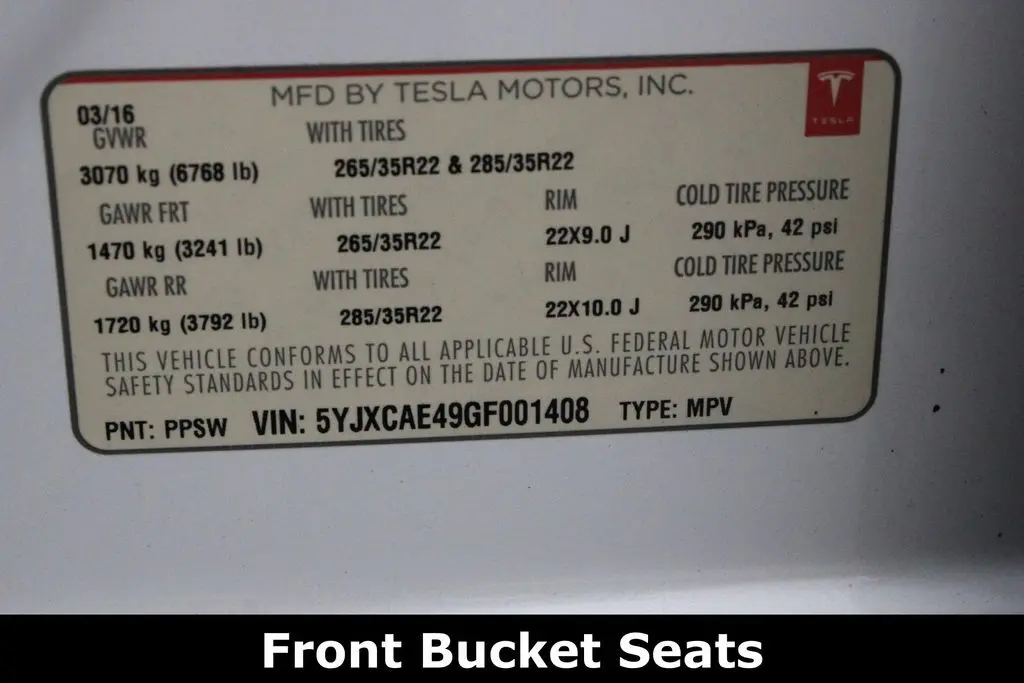 MFD BY TESLA MOTORS, INC.
TESLA
03/16
GVWR WITH TIRES
3070 kg (6768 lb) 265/35R22 & 285/35R22
GAWR FRT WITH TIRES RIM COLD TIRE PRESSURE
1470 kg (3241 lb) 265/35R22 22X9.0 J 290 kPa, 42 psi
GAWR RR WITH TIRES RIM COLD TIRE PRESSURE
1720 kg (3792 lb) 285/35R22 22X10.0 J 290 kPa, 42 psi
THIS VEHICLE CONFORMS TO ALL APPLICABLE U.S. FEDERAL MOTOR VEHICLE
SAFETY STANDARDS IN EFFECT ON THE DATE OF MANUFACTURE SHOWN ABOVE.
PNT: PPSW VIN: 5YJXCAE49GF001408 TYPE: MPV
Front Bucket Seats